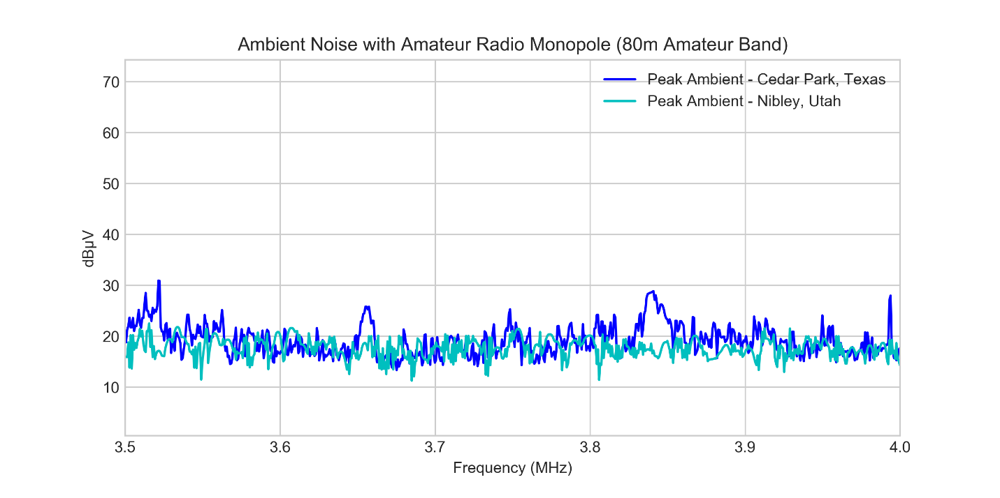 Ambient Noise with Amateur Radio Monopole (80m Amateur Band)
Peak Ambient - Cedar Park, Texas
Peak Ambient - Nibley, Utah
70
60
50
40
30
20
10
dBμV
3.5 3.6 3.7 3.8 3.9 4.0
Frequency (MHz)